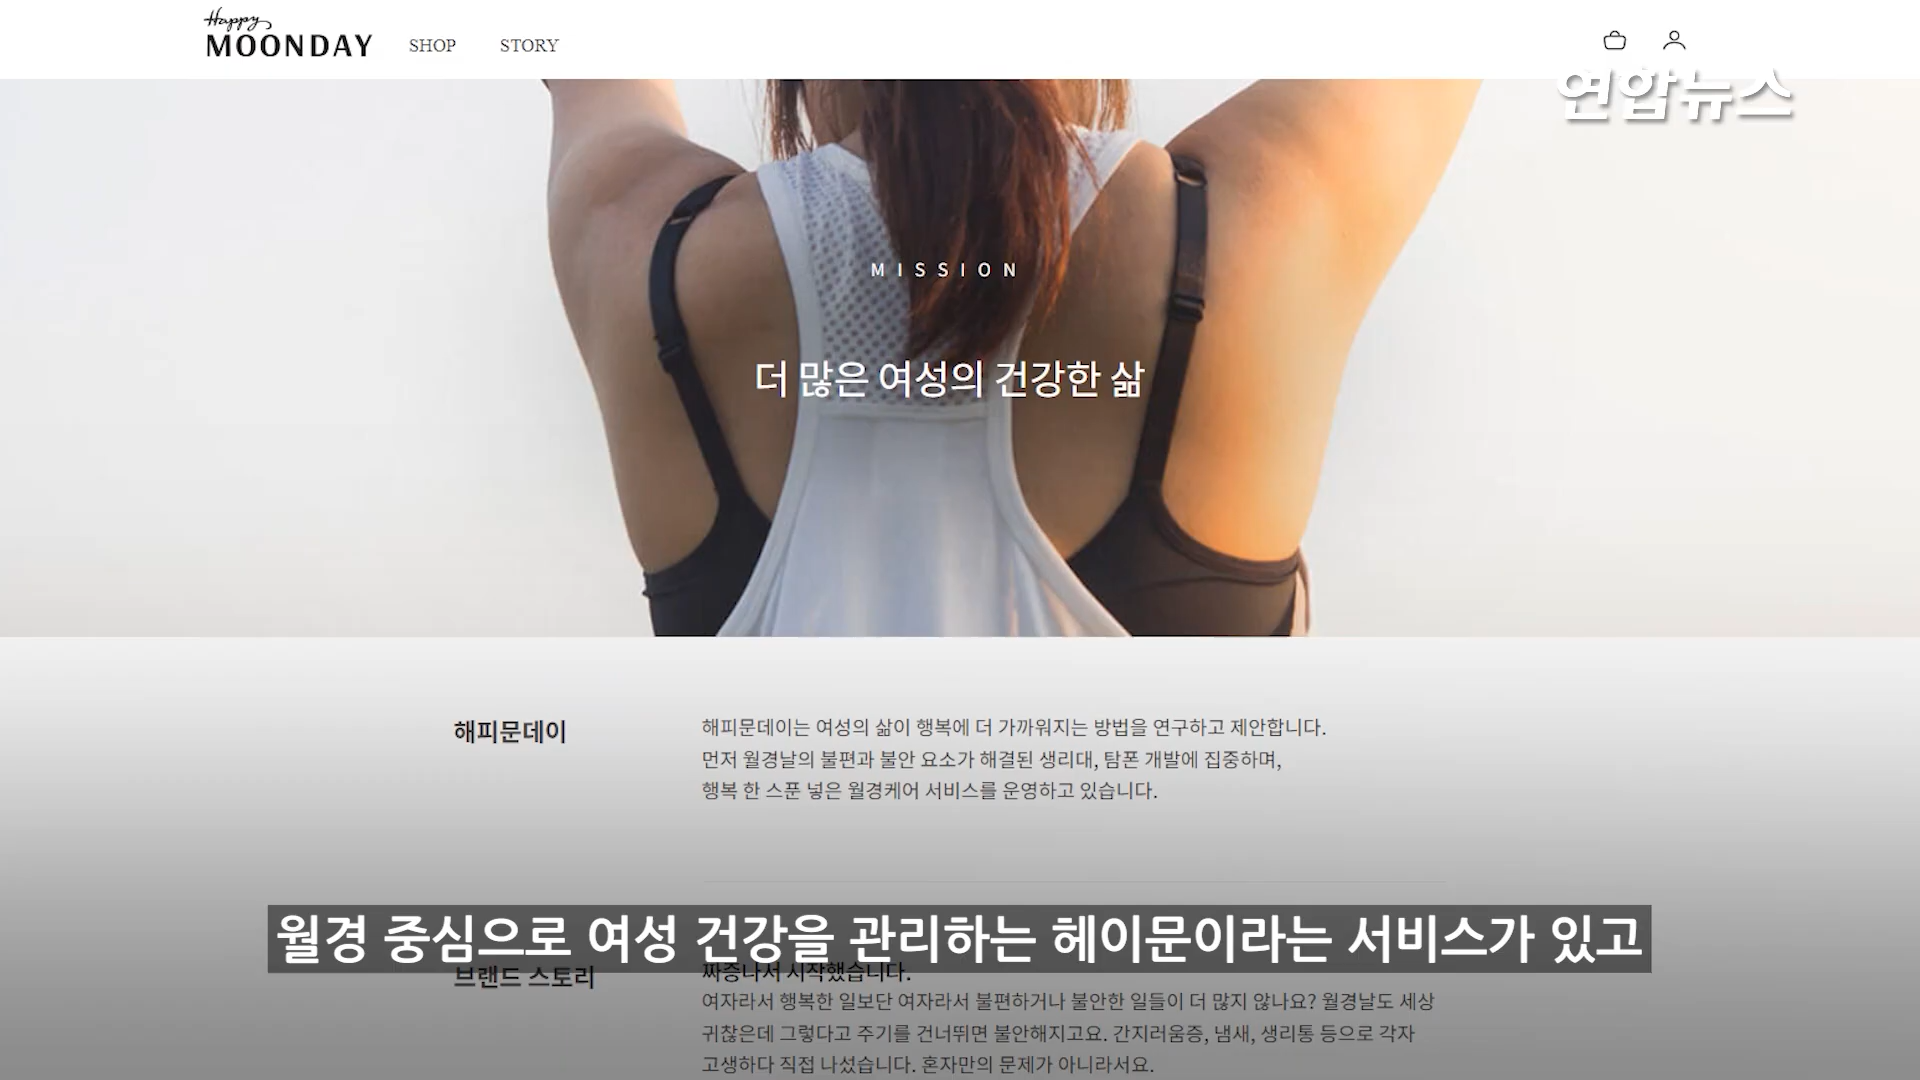 Happy
MOONDAY
SHOP
STORY
연합뉴스
MISSION
더 많은 여성의 건강한 삶
해피문데이
해피문데이는 여성의 삶이 행복에 더 가까워지는 방법을 연구하고 제안합니다.
먼저 월경날의 불편과 불안 요소가 해결된 생리대, 탐폰 개발에 집중하며,
행복 한 스푼 넣은 월경케어 서비스를 운영하고 있습니다.
월경 중심으로 여성 건강을 관리하는 헤이문이라는 서비스가 있고
브랜드 스토리
짜증나서 시작했습니다.
여자라서 행복한 일보단 여자라서 불편하거나 불안한 일들이 더 많지 않나요? 월경날도 세상
귀찮은데 그렇다고 주기를 건너뛰면 불안해지고요. 간지러움증, 냄새, 생리통 등으로 각자
고생하다 직접 나섰습니다. 혼자만의 문제가 아니라서요.